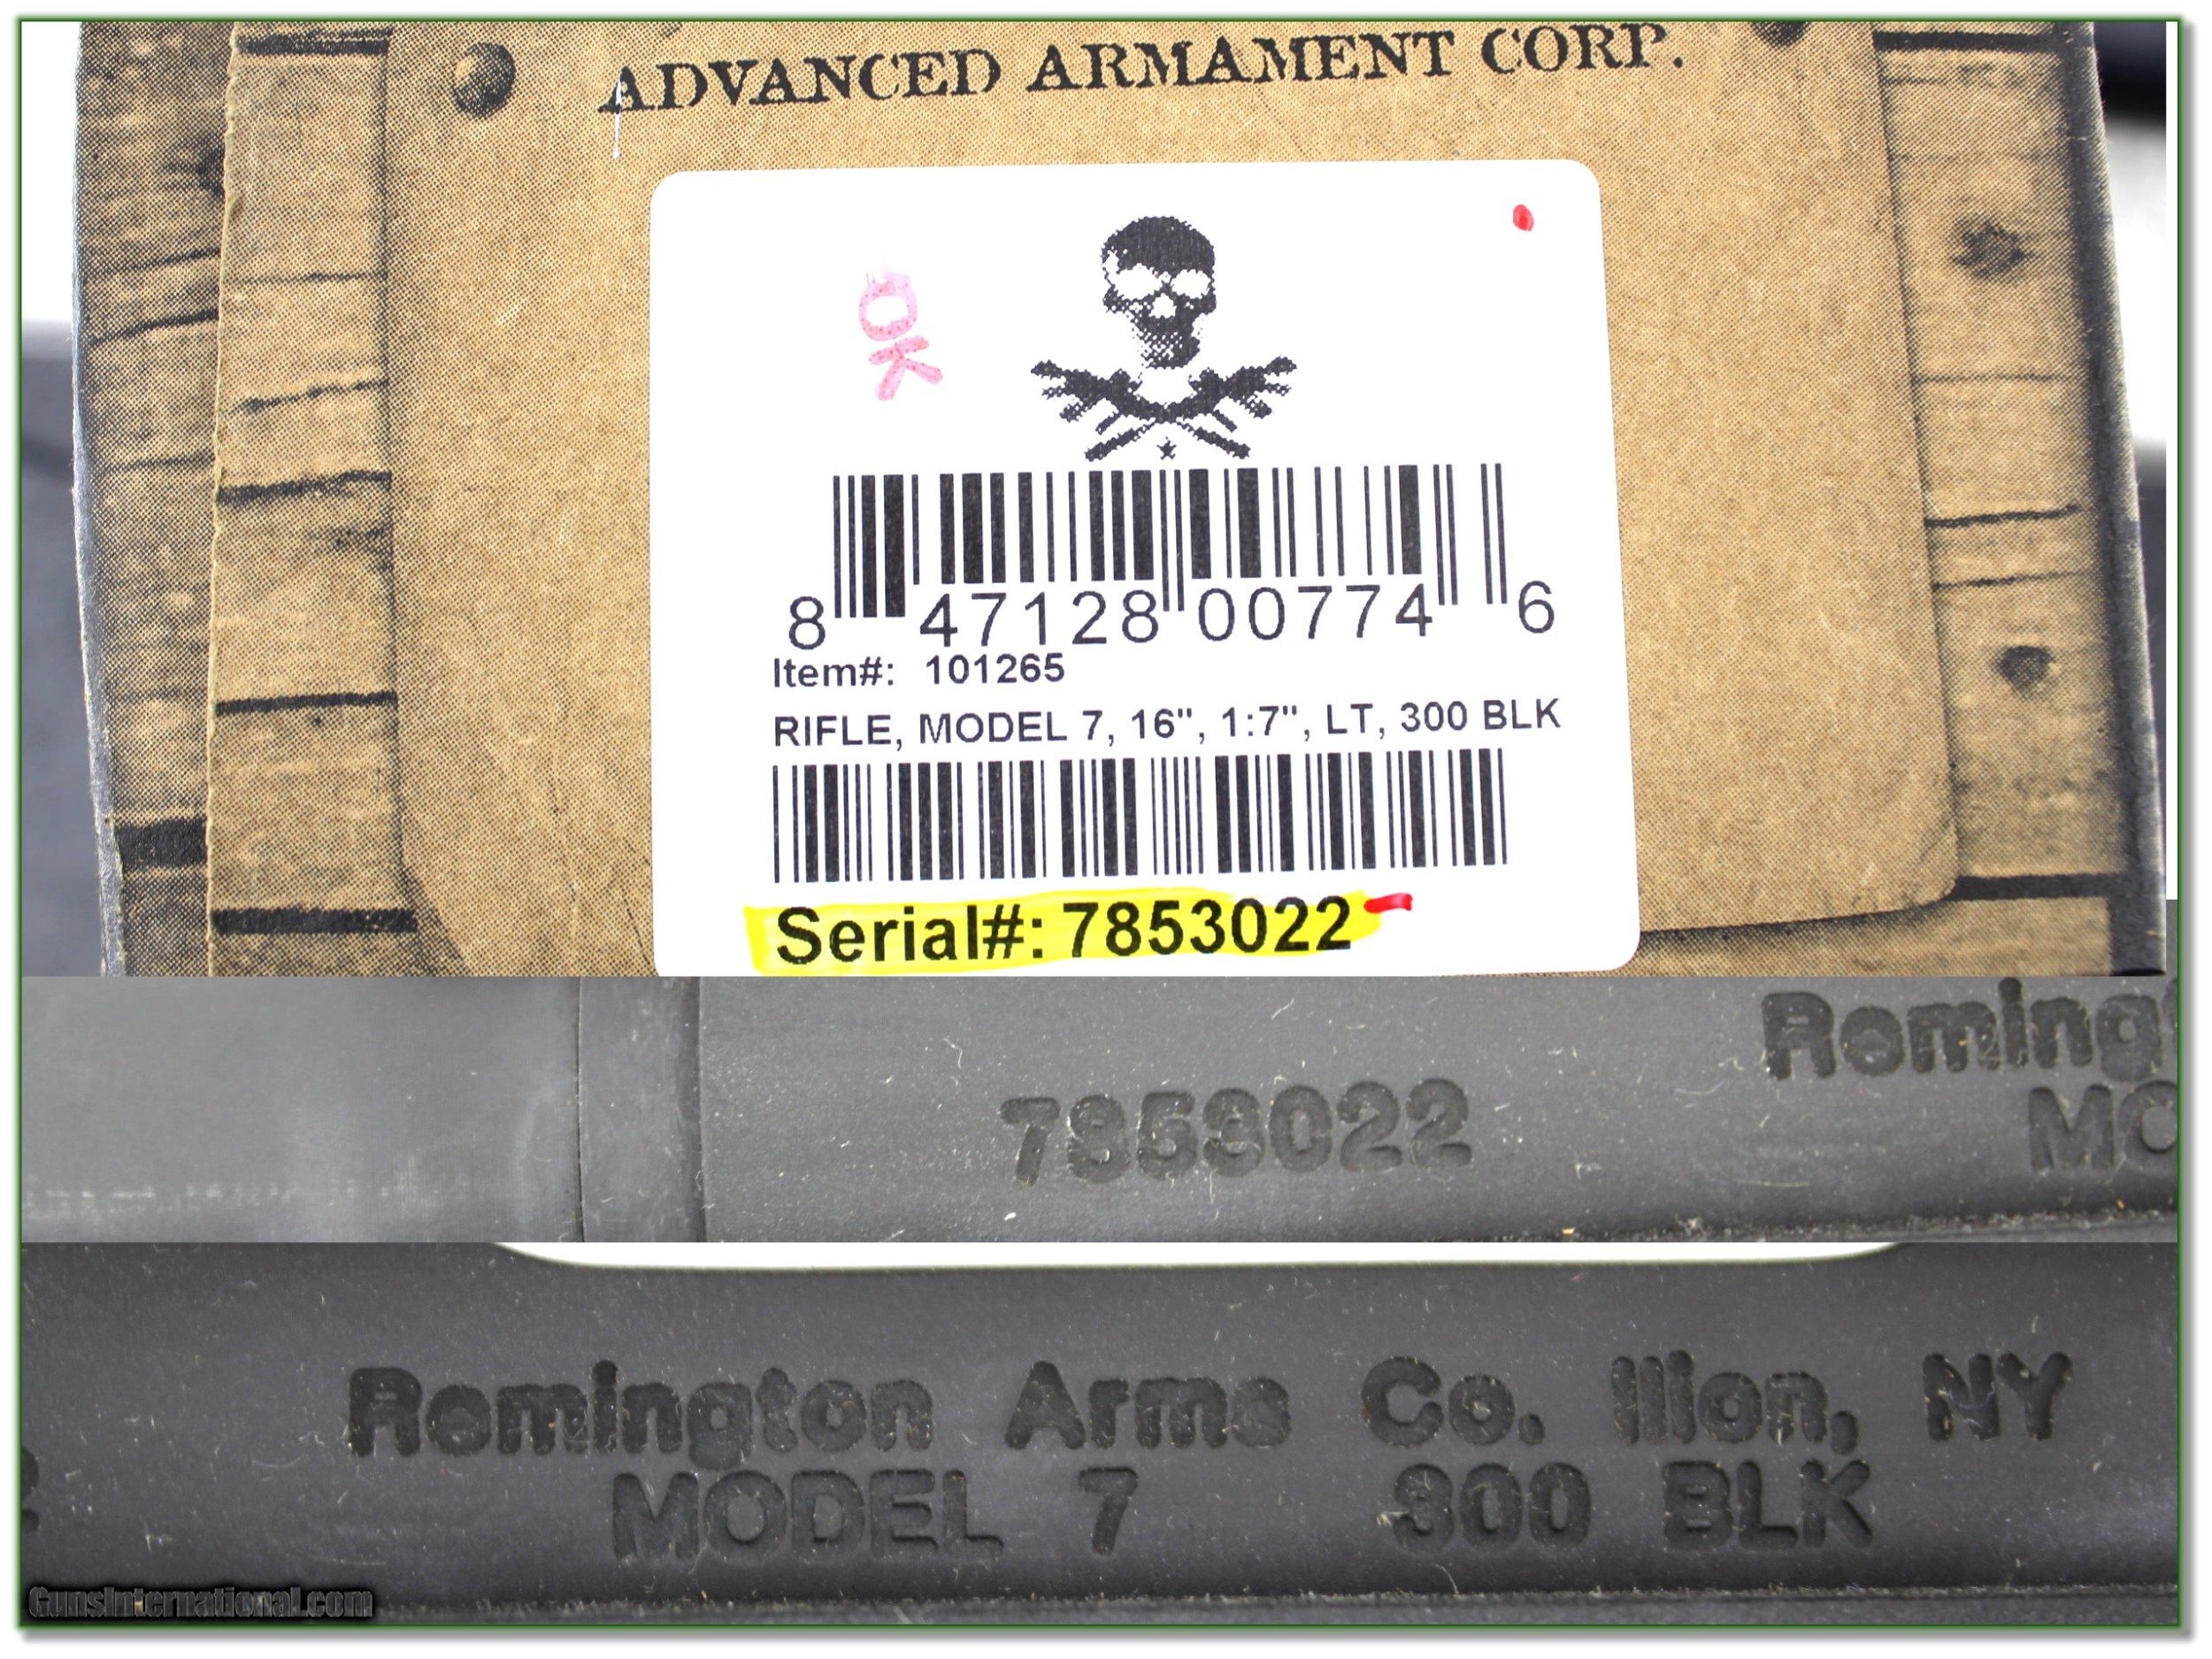 ADVANCED ARMAMENT CORP.
OK
8 47128 00774 6
Item#: 101265
RIFLE, MODEL 7, 16", 1:7", LT, 300 BLK
Serial#: 7853022
Reming
MO
7853022
Remington Arms Co. Ilion, NY
MODEL 7 300 BLK
GunsInternational.com